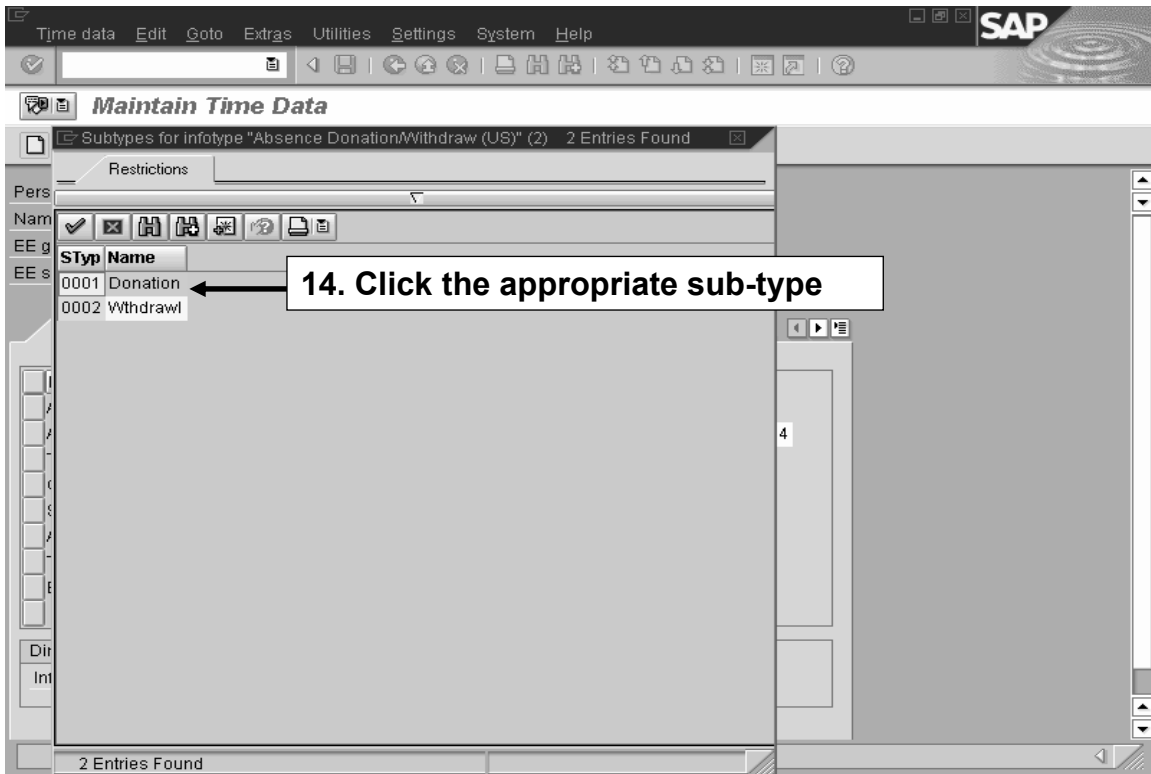 Time data Edit Goto Extras Utilities Settings System Help
SAP
Maintain Time Data
Subtypes for infotype "Absence Donation/Withdraw (US)" (2) 2 Entries Found
Restrictions
Pers
Nam
EE g
EE s
STyp Name
0001 Donation
0002 WthdrawI
14. Click the appropriate sub-type
4
Dir
Int
2 Entries Found